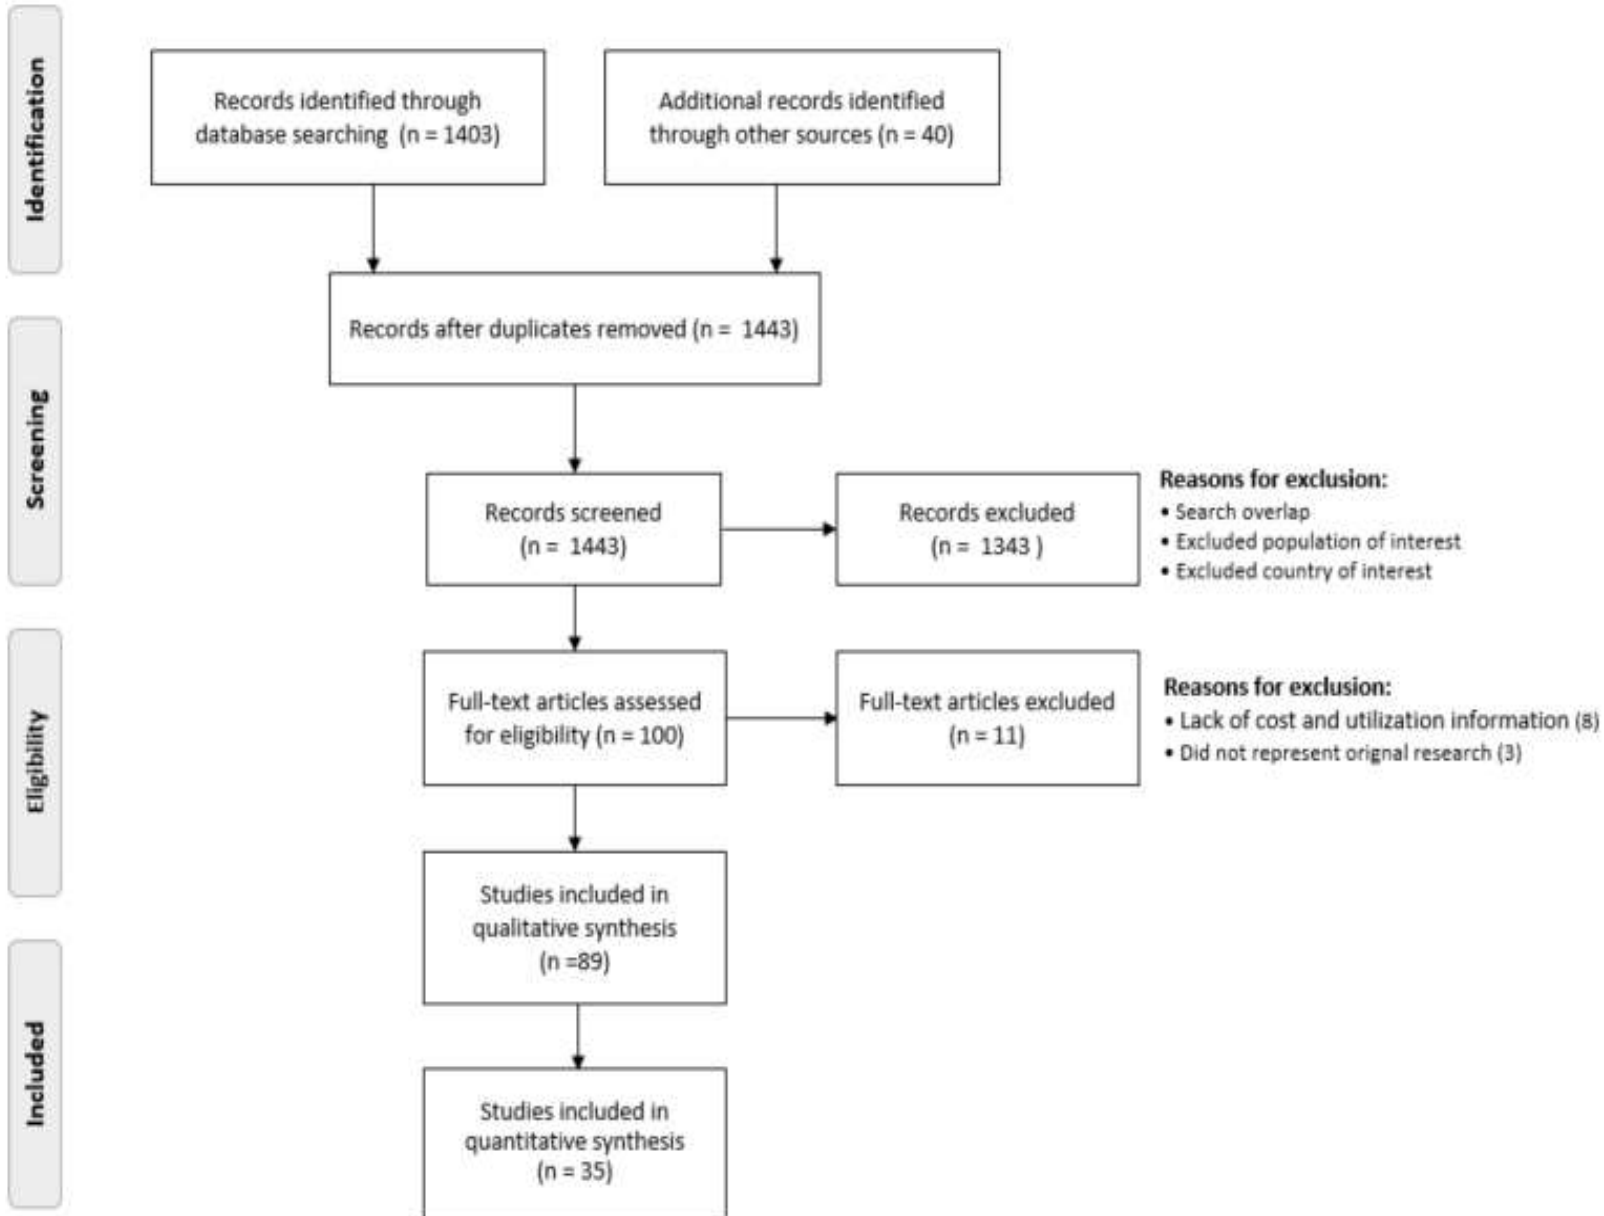 Identification
Records identified through
database searching (n = 1403)
Additional records identified
through other sources (n = 40)
Records after duplicates removed (n = 1443)
Screening
Records screened
(n = 1443)
Records excluded
(n = 1343 )
Reasons for exclusion:
• Search overlap
• Excluded population of interest
• Excluded country of interest
Eligibility
Full-text articles assessed
for eligibility (n = 100)
Full-text articles excluded
(n = 11)
Reasons for exclusion:
• Lack of cost and utilization information (8)
• Did not represent orignal research (3)
Studies included in
qualitative synthesis
(n =89)
Included
Studies included in
quantitative synthesis
(n = 35)